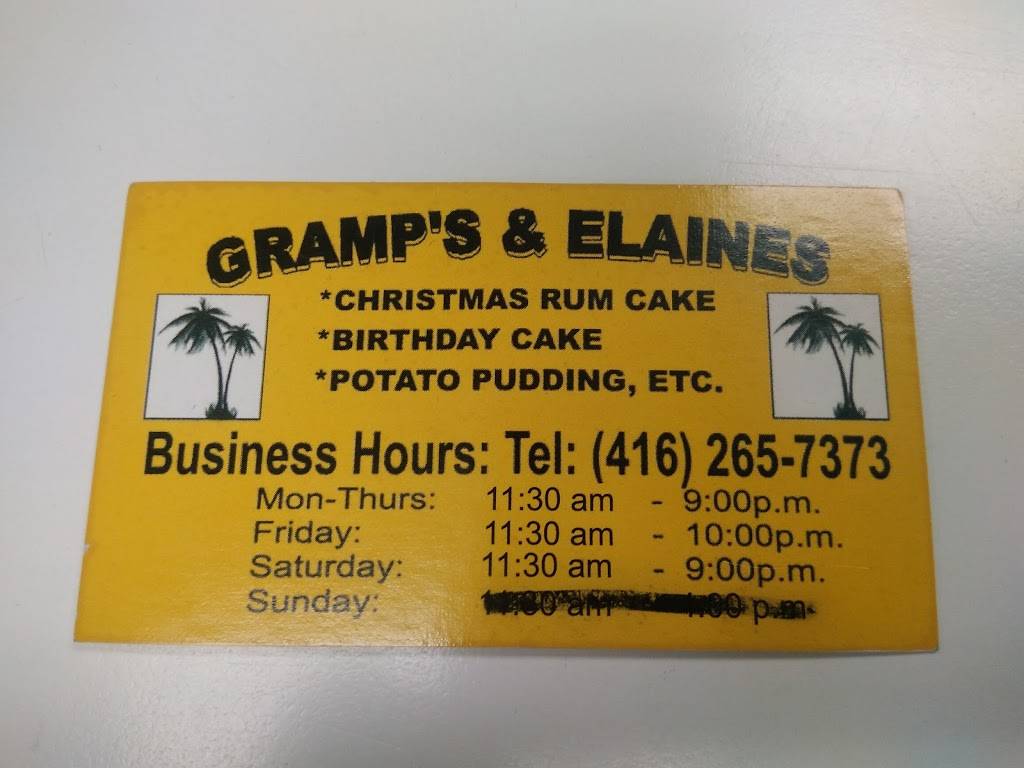 GRAMP'S & ELAINES
*CHRISTMAS RUM CAKE
*BIRTHDAY CAKE
*POTATO PUDDING, ETC.
Business Hours: Tel: (416) 265-7373
Mon-Thurs: 11:30 am - 9:00p.m.
Friday: 11:30 am - 10:00p.m.
Saturday: 11:30 am - 9:00p.m.
Sunday: am p.m